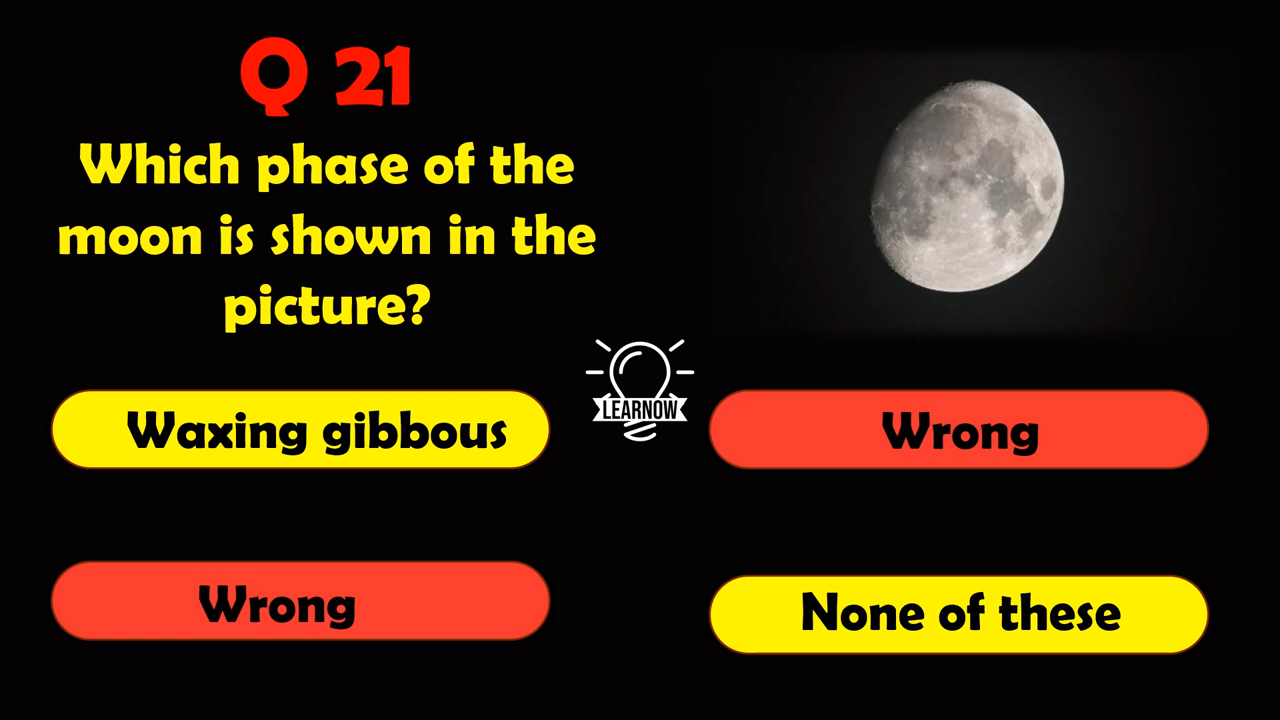 Q 21
Which phase of the
moon is shown in the
picture?
LEARNOW
Waxing gibbous
Wrong
Wrong
None of these